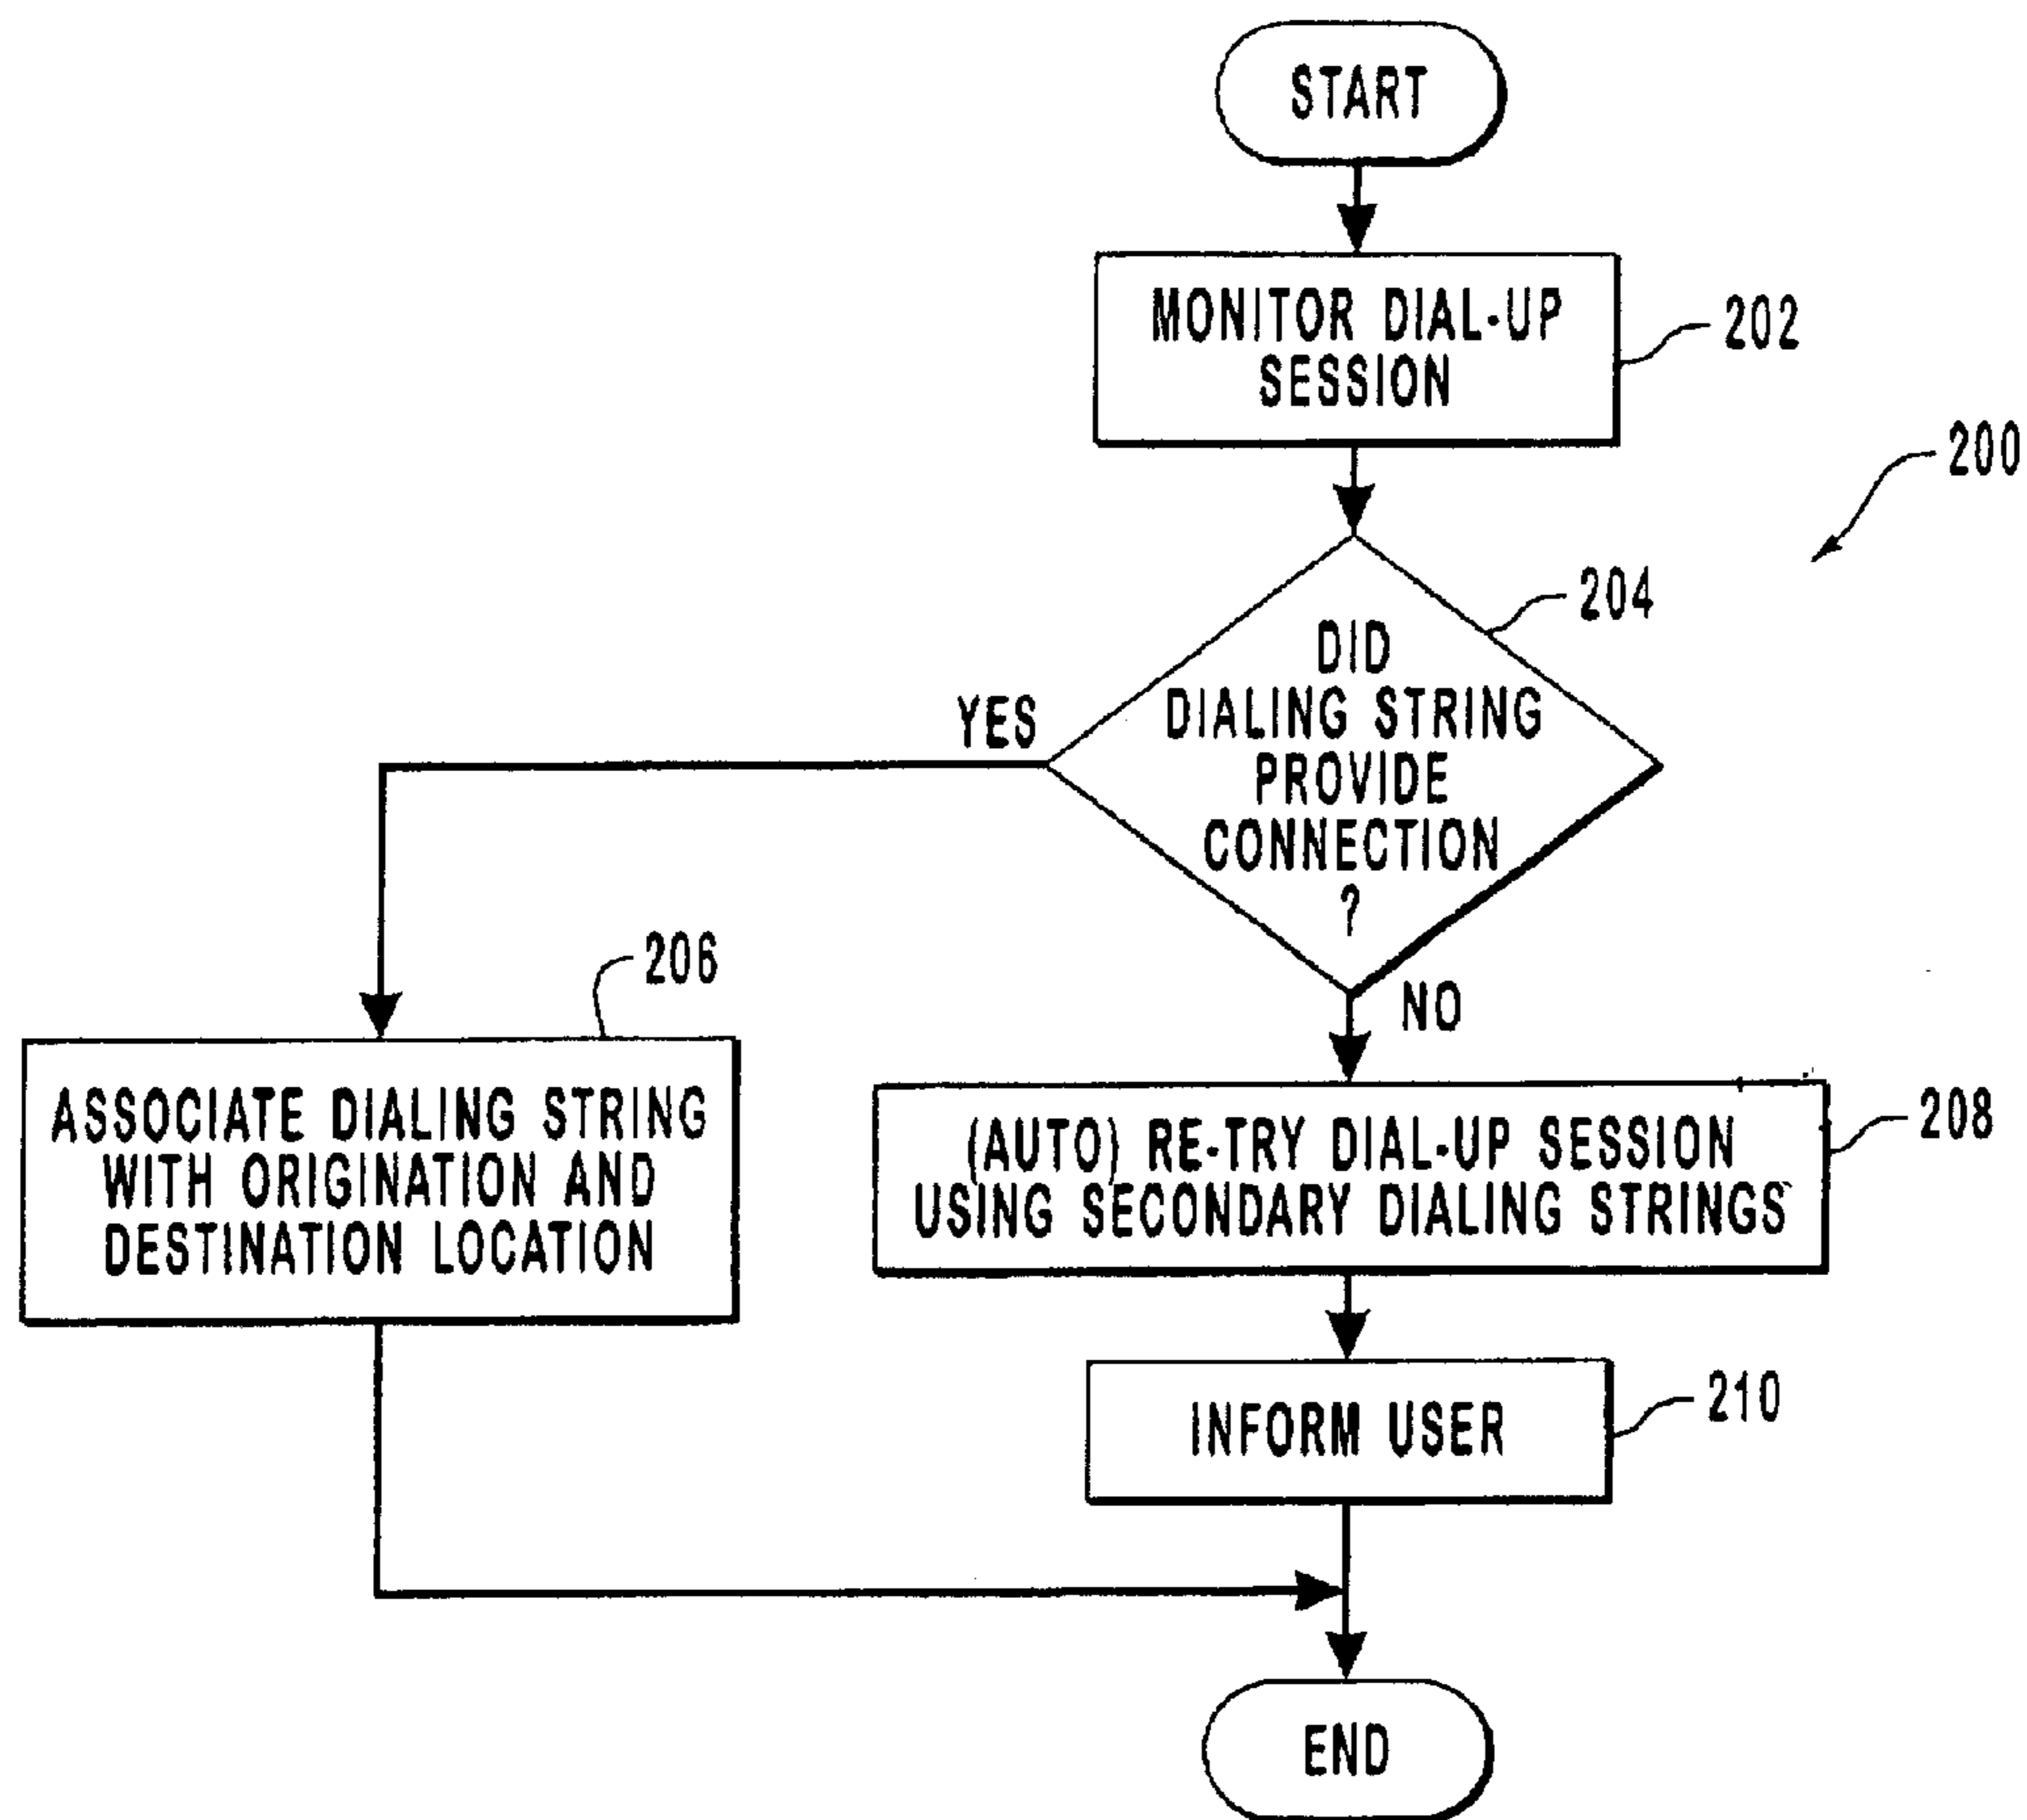 START
MONITOR DIAL-UP
SESSION
202
200
204
DID
DIALING STRING
PROVIDE
CONNECTION
?
YES
NO
206
ASSOCIATE DIALING STRING
WITH ORIGINATION AND
DESTINATION LOCATION
208
(AUTO) RE-TRY DIAL-UP SESSION
USING SECONDARY DIALING STRINGS
210
INFORM USER
END